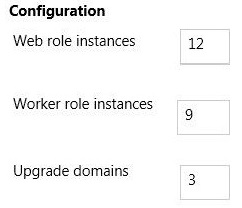 Configuration
Web role instances 12
Worker role instances 9
Upgrade domains 3